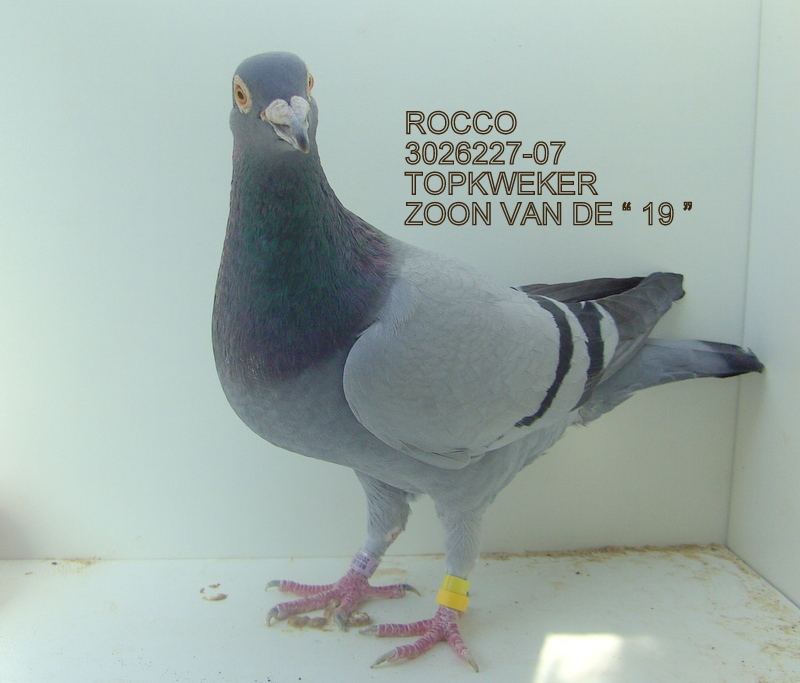 ROCCO
3026227-07
TOPKWEKER
ZOON VAN DE “ 19 ”